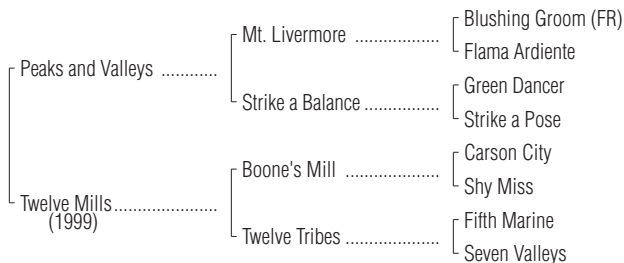 Blushing Groom (FR)
Mt. Livermore ..................
Flama Ardiente
Peaks and Valleys ............
Green Dancer
Strike a Balance ................
Strike a Pose
Carson City
Boone's Mill ....................
Shy Miss
Twelve Mills......................
(1999)
Fifth Marine
Twelve Tribes ....................
Seven Valleys